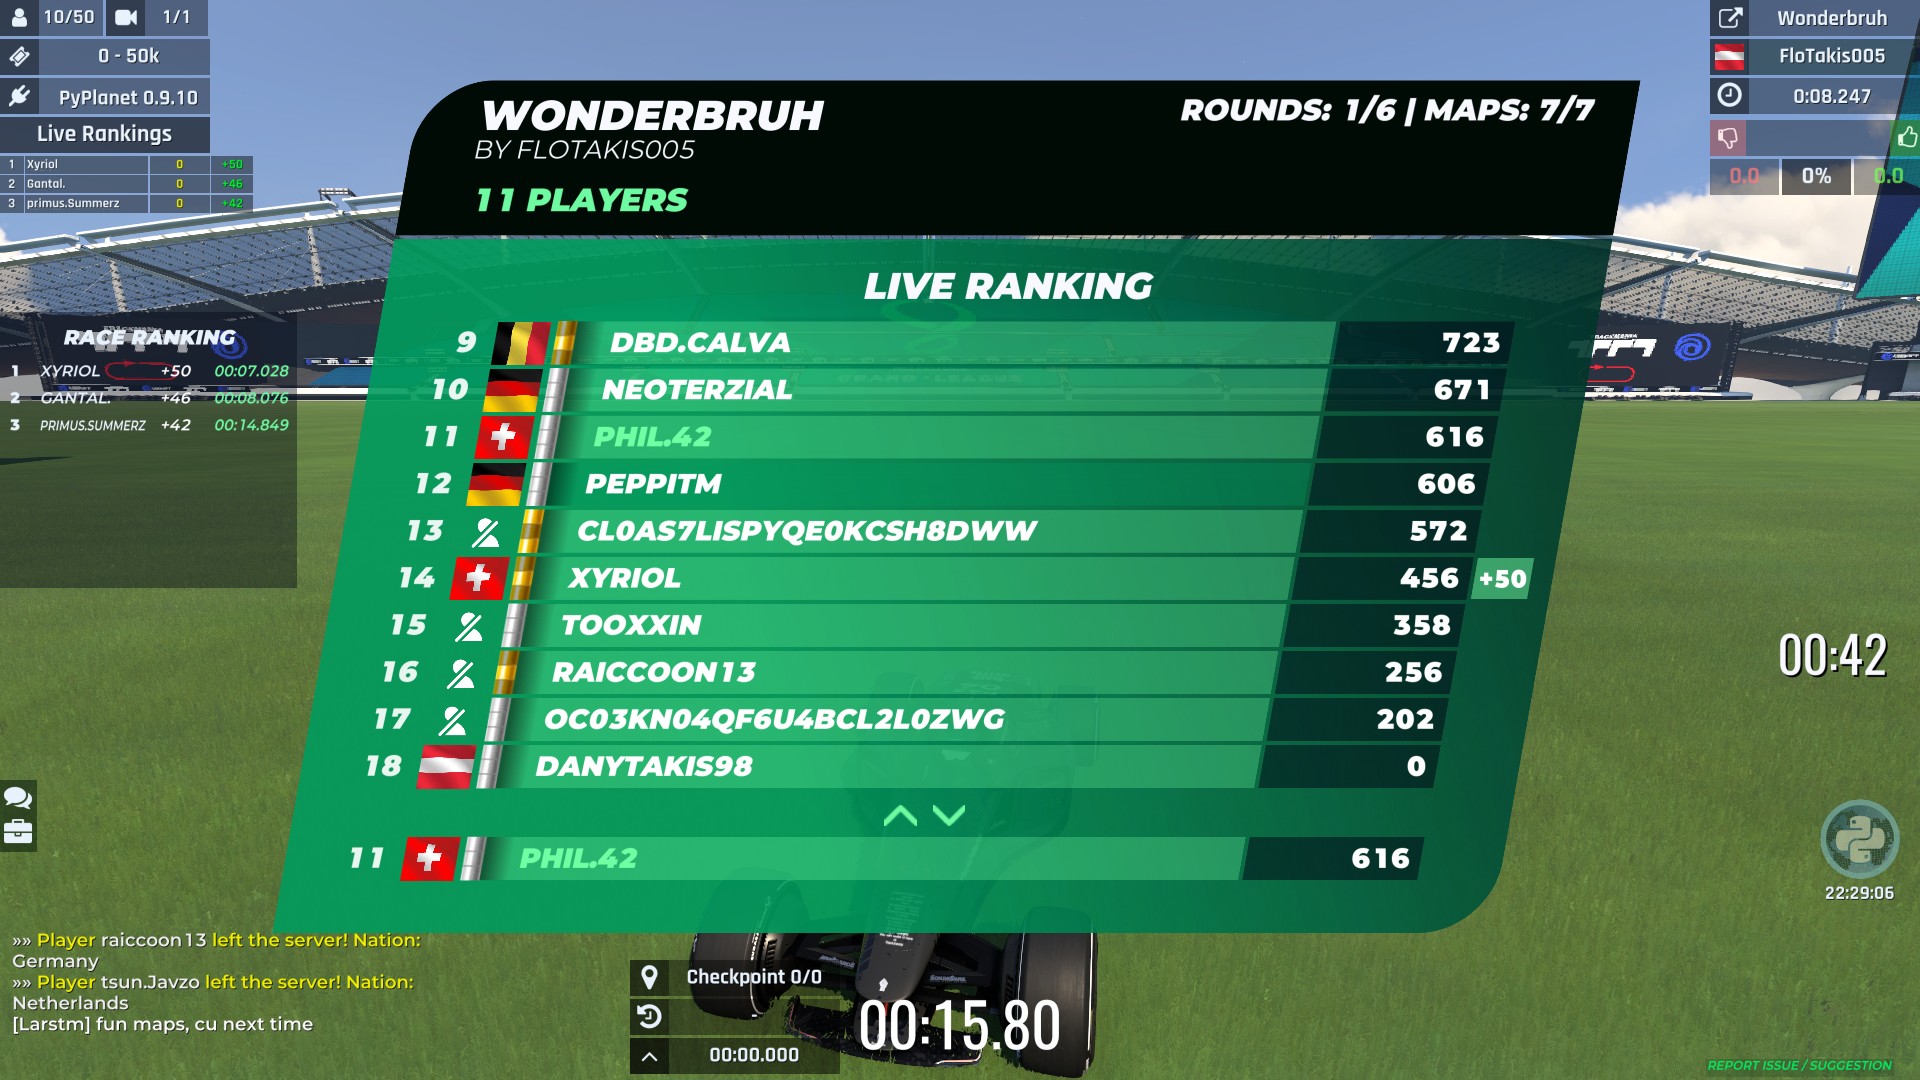 10/50
1/1
0 - 50k
PyPlanet 0.9.10
Live Rankings
1 Xyriol 0 +50
2 Gantal. 0 +46
3 primus.Summerz 0 +42
RACE RANKING
1 XYRIOL +50 00:07.028
2 GANTAL. +46 00:08.076
3 PRIMUS.SUMMERZ +42 00:14.849
WONDERBRUH
BY FLOTAKIS005
11 PLAYERS
ROUNDS: 1/6 | MAPS: 7/7
LIVE RANKING
9 DBD.CALVA 723
10 NEOTERZIAL 671
11 PHIL.42 616
12 PEPPITM 606
13 CL0AS7LISPYQE0KCSH8DWW 572
14 XYRIOL 456 +50
15 TOOXXIN 358
16 RAICCOON13 256
17 OC03KN04QF6U4BCL2L0ZWG 202
18 DANYTAKIS98 0
11 PHIL.42 616
Wonderbruh
FloTakis005
0:08.247
0.0 0% 0.0
00:42
22:29:06
»» Player raiccoon13 left the server! Nation:
Germany
»» Player tsun.Javzo left the server! Nation:
Netherlands
[Larstm] fun maps, cu next time
Checkpoint 0/0
-
00:00.000
00:15.80
REPORT ISSUE / SUGGESTION